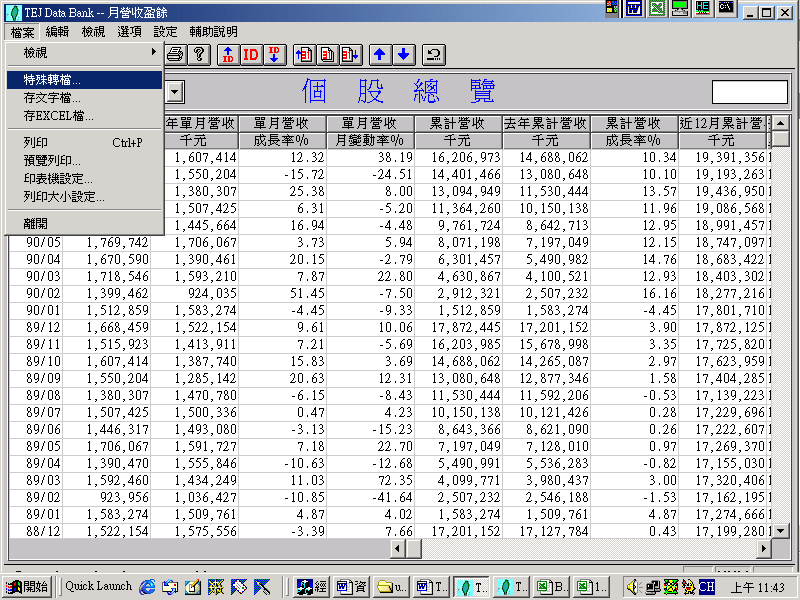 TEJ Data Bank -- 月營收盈餘
檔案 編輯 檢視 選項 設定 輔助說明
檢視
特殊轉檔...
存文字檔...
存EXCEL檔...
列印 Ctrl+P
預覽列印...
印表機設定...
列印大小設定...
離開
個 股 總 覽
年單月營收 單月營收 單月營收 累計營收 去年累計營收 累計營收 近12月累計營
千元 成長率% 月變動率% 千元 千元 成長率% 千元
1,607,414 12.32 38.19 16,206,973 14,688,062 10.34 19,391,356
1,550,204 -15.72 -24.51 14,401,466 13,080,648 10.10 19,193,263
1,380,307 25.38 8.00 13,094,949 11,530,444 13.57 19,436,950
1,507,425 6.31 -5.20 11,364,260 10,150,138 11.96 19,086,568
1,445,664 16.94 -4.48 9,761,724 8,642,713 12.95 18,991,457
90/05 1,769,742 1,706,067 3.73 5.94 8,071,198 7,197,049 12.15 18,747,097
90/04 1,670,590 1,390,461 20.15 -2.79 6,301,457 5,490,982 14.76 18,683,422
90/03 1,718,546 1,593,210 7.87 22.80 4,630,867 4,100,521 12.93 18,403,302
90/02 1,399,462 924,035 51.45 -7.50 2,912,321 2,507,232 16.16 18,277,216
90/01 1,512,859 1,583,274 -4.45 -9.33 1,512,859 1,583,274 -4.45 17,801,710
89/12 1,668,459 1,522,154 9.61 10.06 17,872,445 17,201,152 3.90 17,872,125
89/11 1,515,923 1,413,911 7.21 -5.69 16,203,985 15,678,998 3.35 17,725,820
89/10 1,607,414 1,387,740 15.83 3.69 14,688,062 14,265,087 2.97 17,623,959
89/09 1,550,204 1,285,142 20.63 12.31 13,080,648 12,877,346 1.58 17,404,285
89/08 1,380,307 1,470,780 -6.15 -8.43 11,530,444 11,592,206 -0.53 17,139,223
89/07 1,507,425 1,500,336 0.47 4.23 10,150,138 10,121,426 0.28 17,229,696
89/06 1,446,317 1,493,080 -3.13 -15.23 8,643,366 8,621,090 0.26 17,222,607
89/05 1,706,067 1,591,727 7.18 22.70 7,197,049 7,128,010 0.97 17,269,370
89/04 1,390,470 1,555,846 -10.63 -12.68 5,490,991 5,536,283 -0.82 17,155,030
89/03 1,592,460 1,434,249 11.03 72.35 4,099,771 3,980,437 3.00 17,320,406
89/02 923,956 1,036,427 -10.85 -41.64 2,507,232 2,546,188 -1.53 17,162,195
89/01 1,583,274 1,509,761 4.87 4.02 1,583,274 1,509,761 4.87 17,274,666
88/12 1,522,154 1,575,556 -3.39 7.66 17,201,152 17,127,784 0.43 17,199,280
開始 Quick Launch 經 資 u.. T.. T.. T.. B.. 1.. CH 上午 11:43